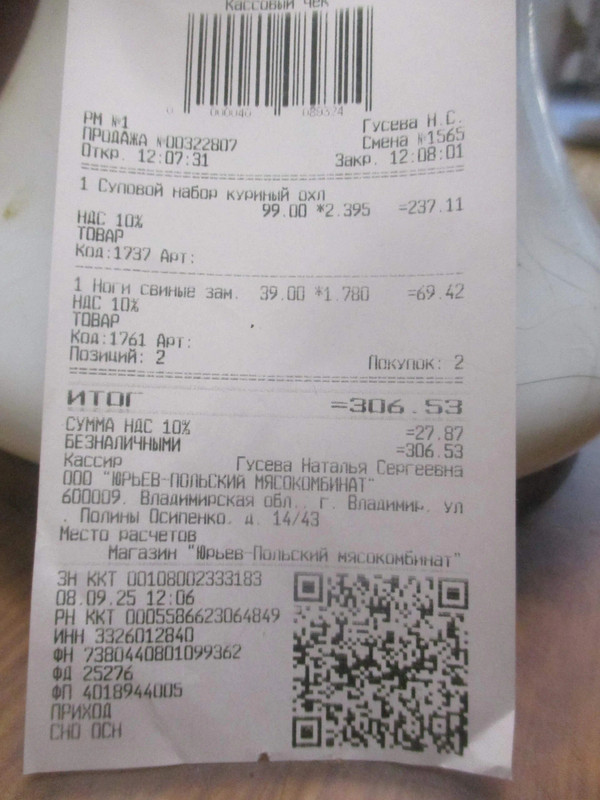 Кассовый чек
РМ №1 Гусева Н.С.
ПРОДАЖА №00322807 Смена №1565
Откр. 12:07:31 Закр. 12:08:01
1 Суповой набор куриный охл
99.00 *2.395 =237.11
НДС 10%
ТОВАР
Код:1737 Арт:
1 Ноги свиные зам. 39.00 *1.780 =69.42
НДС 10%
ТОВАР
Код:1761 Арт:
Позиций: 2 Покупок: 2
ИТОГ =306.53
СУММА НДС 10% =27.87
БЕЗНАЛИЧНЫМИ =306.53
Кассир Гусева Наталья Сергеевна
ООО "ЮРЬЕВ-ПОЛЬСКИЙ МЯСОКОМБИНАТ"
600009, Владимирская обл., г. Владимир, ул
. Полины Осипенко, д. 14/43
Место расчетов
Магазин "Юрьев-Польский мясокомбинат"
ЗН ККТ 00108002333183
08.09.25 12:06
РН ККТ 0005586623064849
ИНН 3326012840
ФН 7380440801099362
ФД 25276
ФП 4018944005
ПРИХОД
СНО ОСН